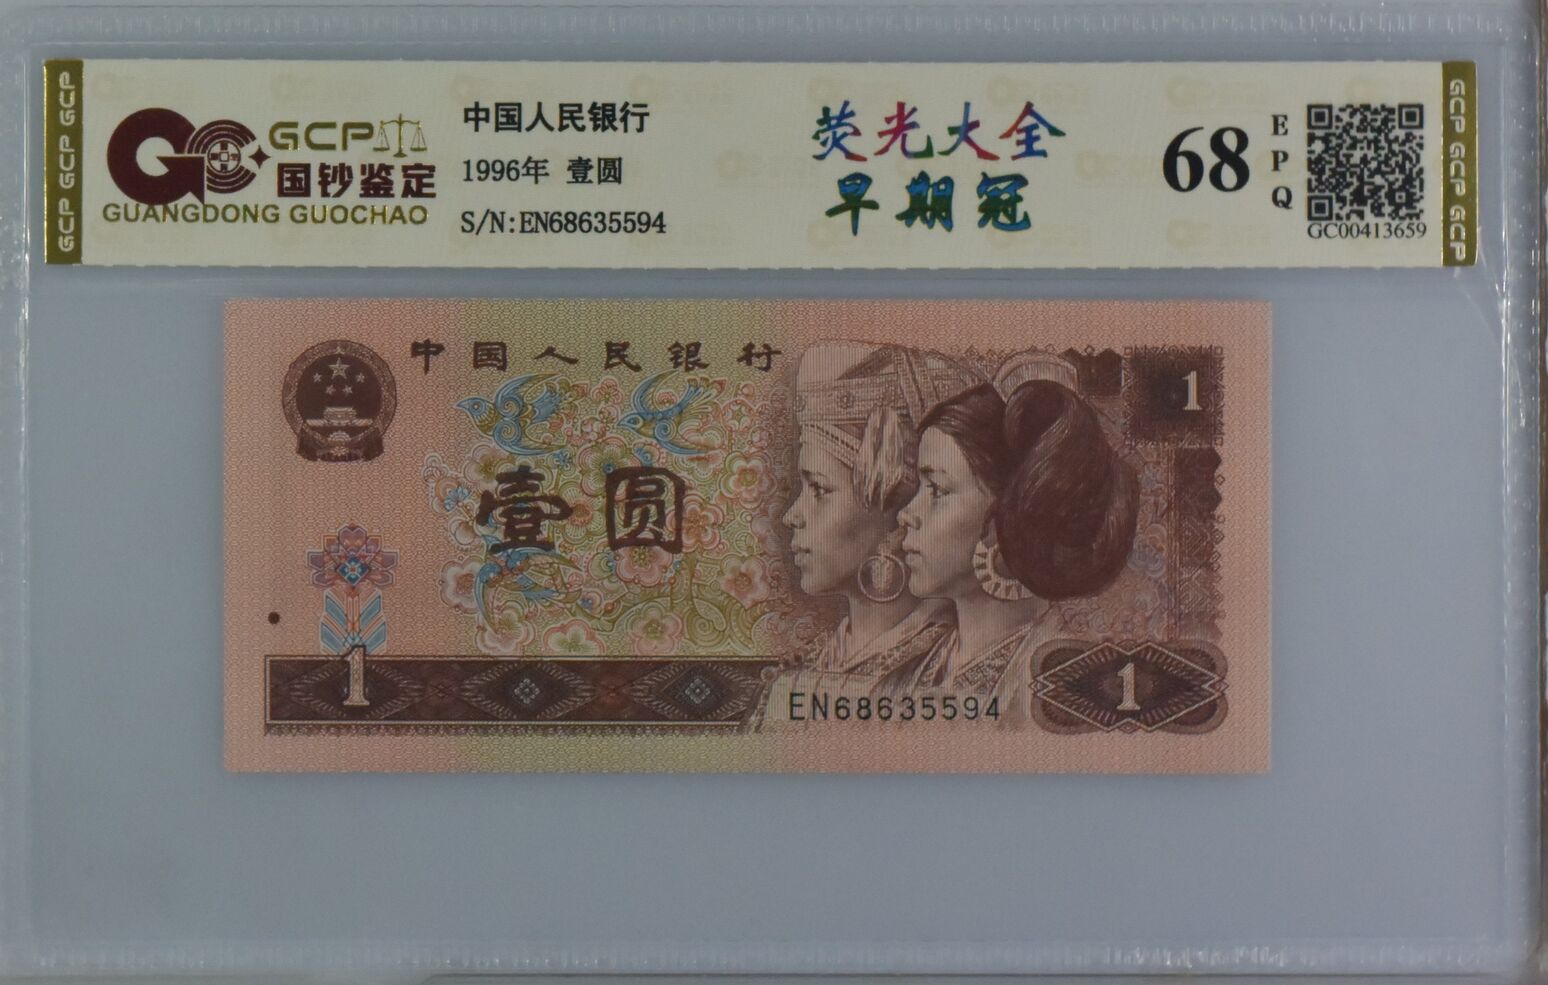 GCP GCP GCP
GCP
国钞鉴定
GUANGDONG GUOCHAO
中国人民银行
1996年 壹圆
S/N:EN68635594
荧光大全
早期冠
68
EPQ
GC00413659
GCP GCP GCP
中国人民银行
1
壹圆
1
EN68635594
1